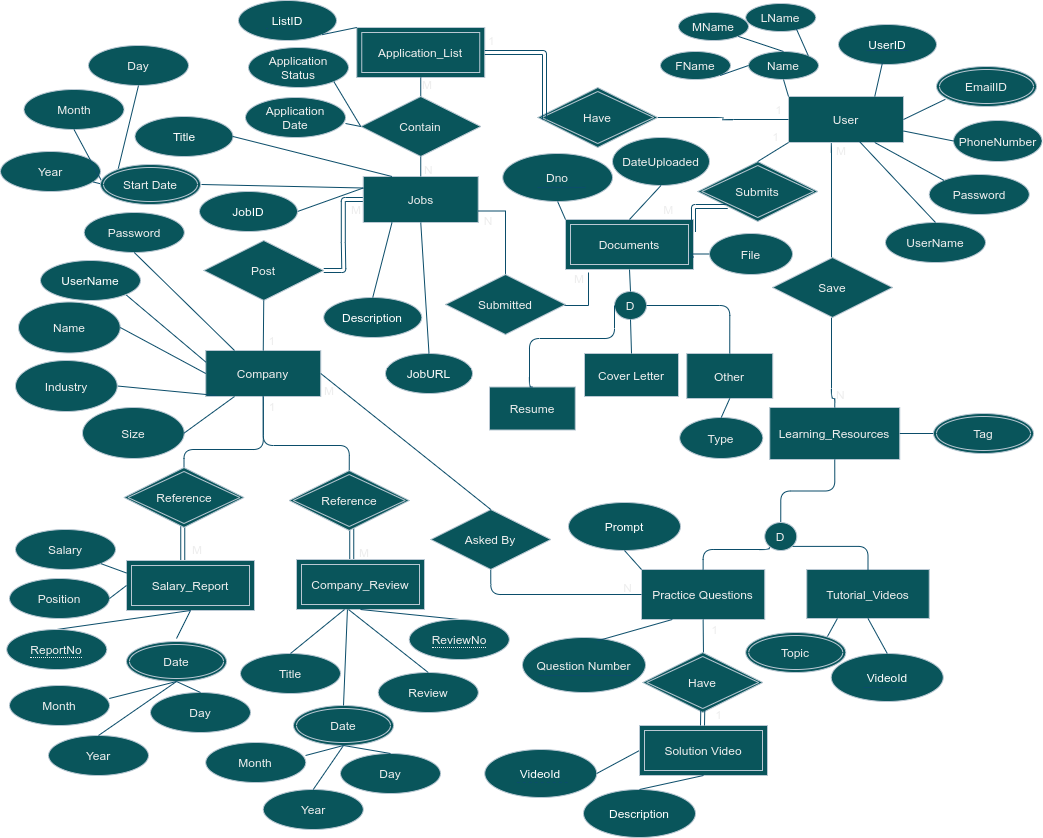 ListID
Application_List
1
MName
LName
UserID
FName
Name
Application
Status
M
Day
EmailID
Month
Application
Date
Contain
Have
1
User
Title
1
PhoneNumber
M
DateUploaded
Year
Start Date
N
Dno
Submits
Password
Jobs
M
JobID
M
N
Password
Documents
UserName
File
Post
UserName
M
Save
Submitted
D
Name
Description
1
Company
JobURL
Cover Letter
Other
Industry
M
N
1
Resume
Size
Type
Learning_Resources
Tag
Reference
Reference
Prompt
D
Asked By
Salary
M
M
Salary_Report
Company_Review
N
Practice Questions
Tutorial_Videos
Position
1
ReviewNo
ReportNo
Topic
Date
Question Number
Title
VideoId
Have
Review
Month
Day
1
Date
Solution Video
Year
Month
Day
VideoId
Year
Description